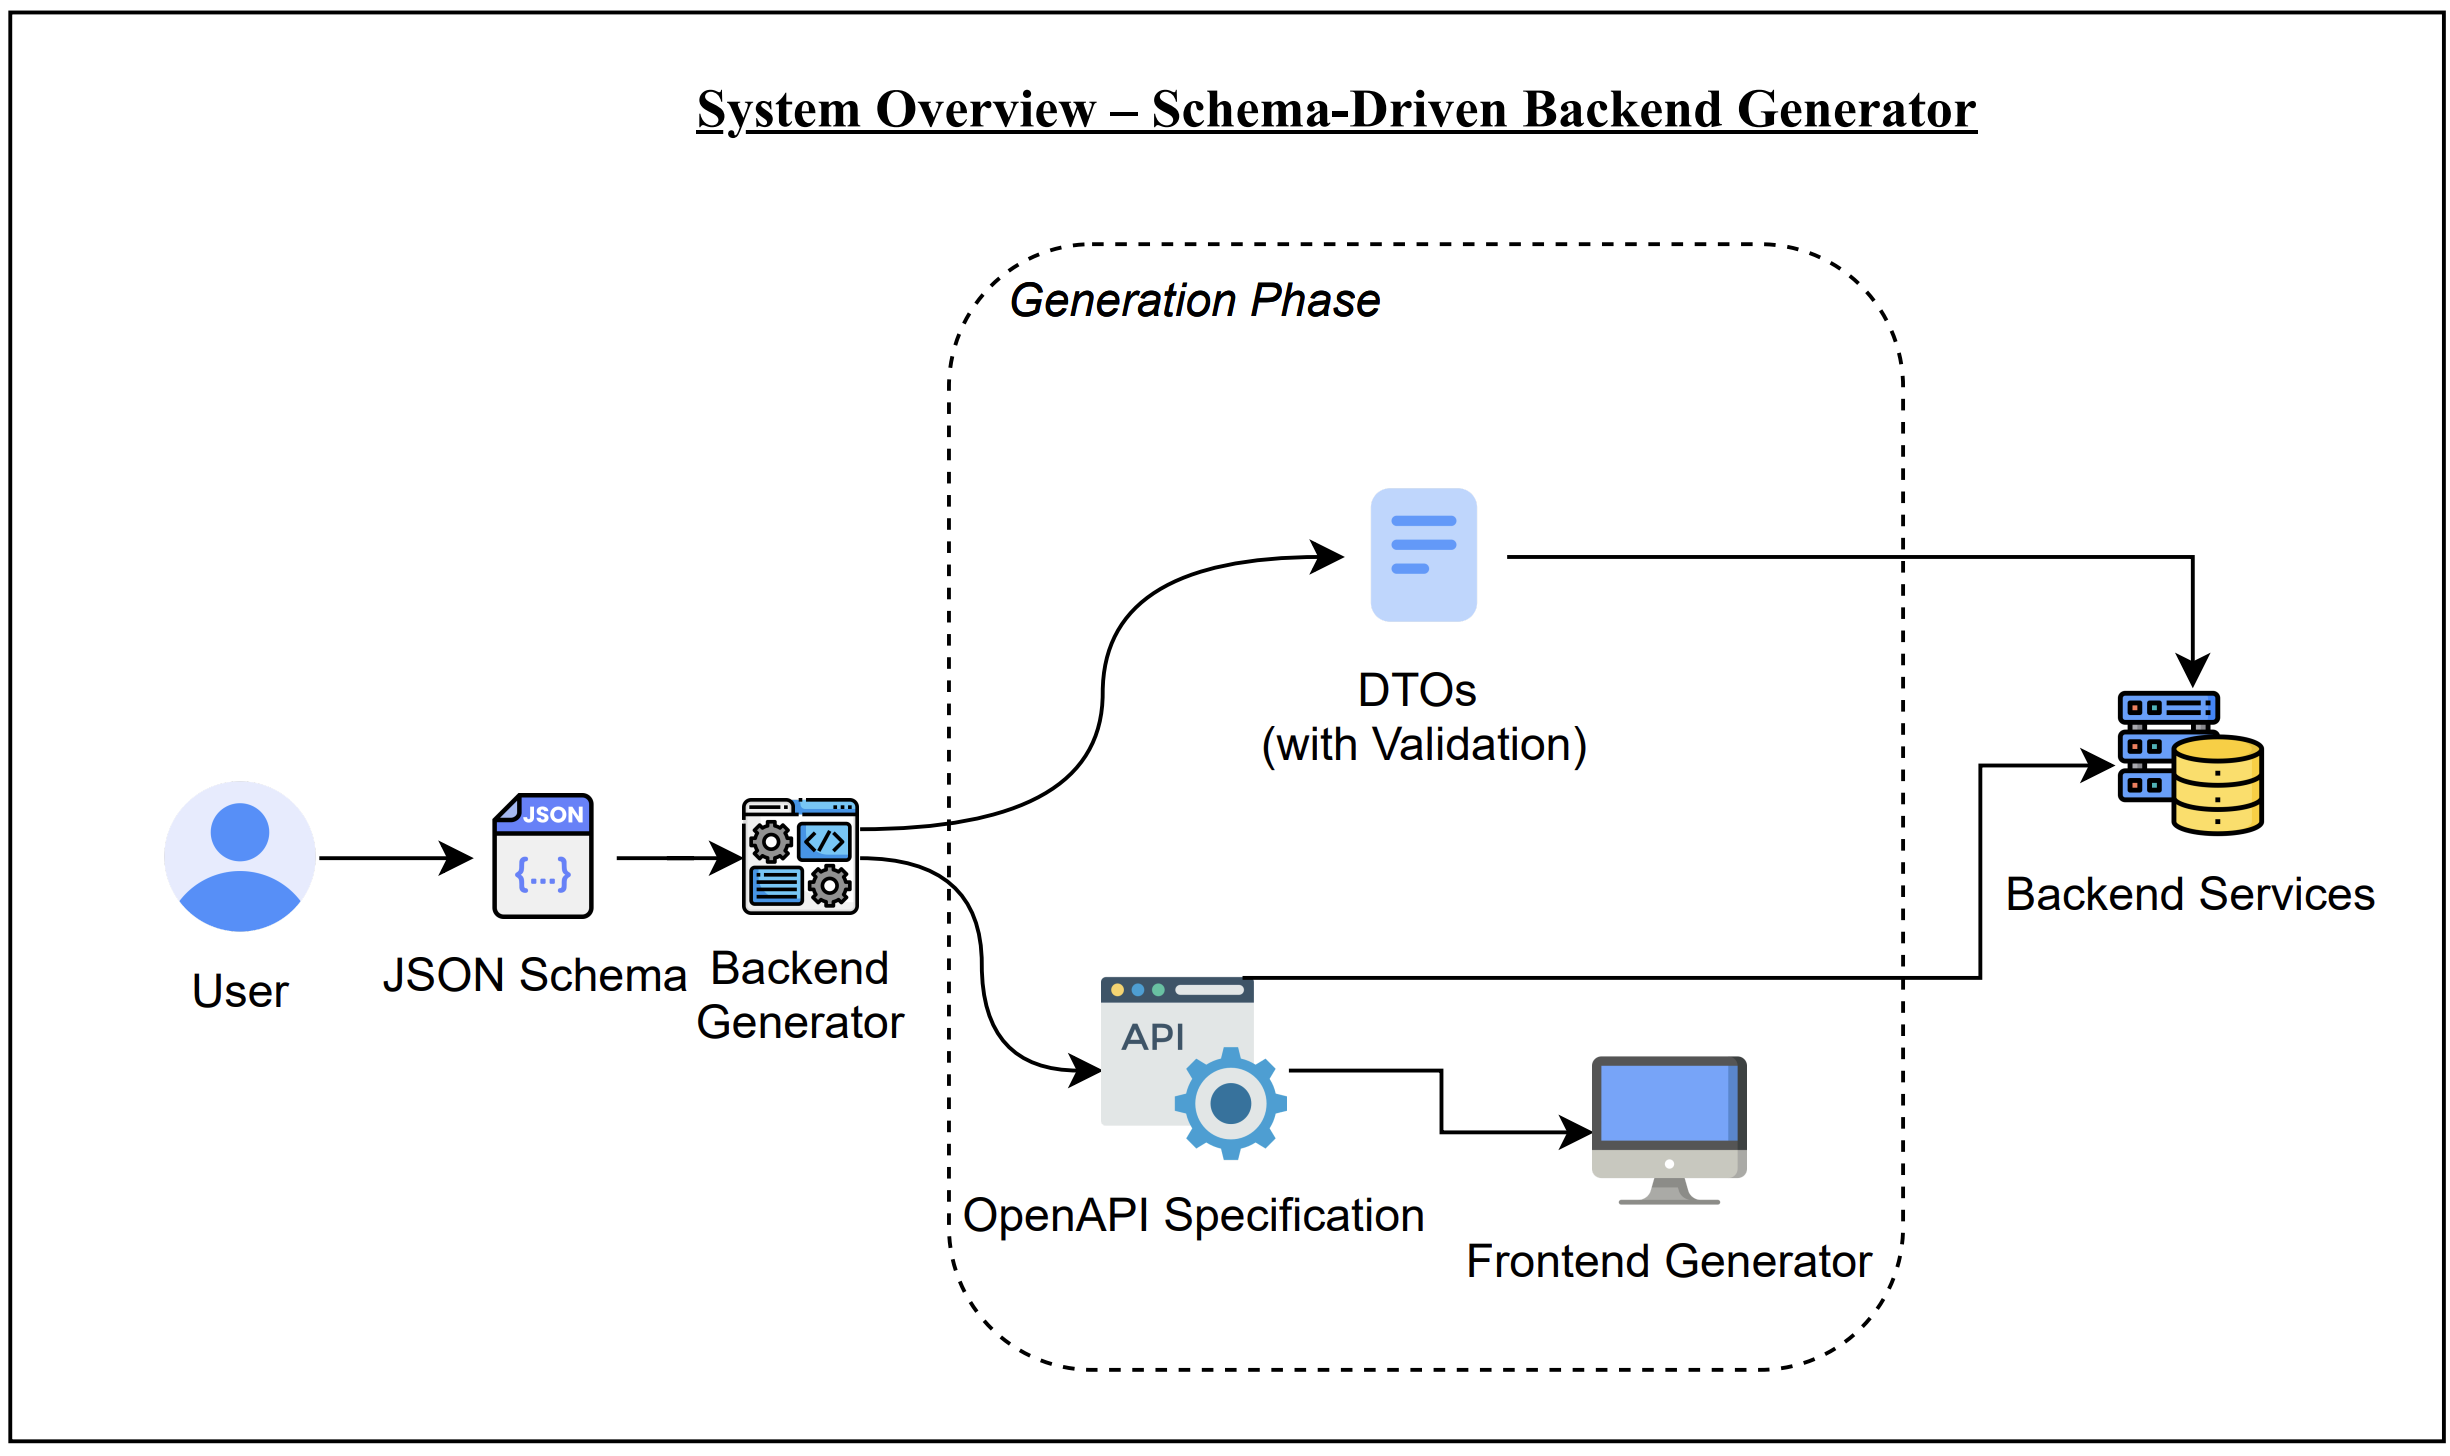 System Overview – Schema-Driven Backend Generator
Generation Phase
DTOs
(with Validation)
JSON
{...}
User
JSON Schema
Backend
Generator
</>
API
OpenAPI Specification
Frontend Generator
Backend Services